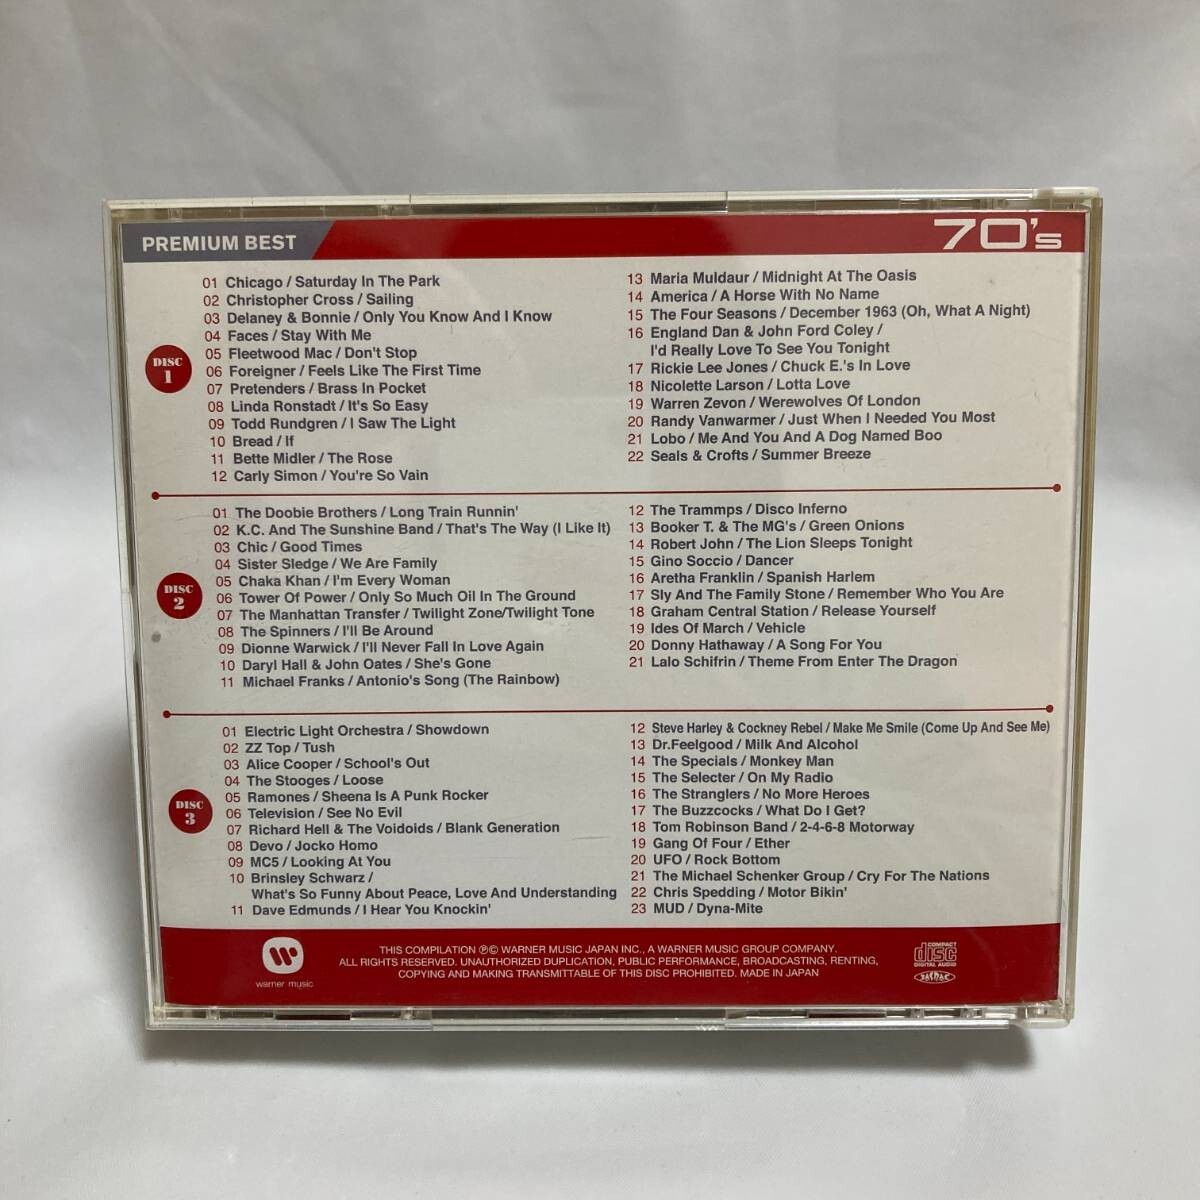 PREMIUM BEST
70's
DISC 1
01 Chicago / Saturday In The Park
02 Christopher Cross / Sailing
03 Delaney & Bonnie / Only You Know And I Know
04 Faces / Stay With Me
05 Fleetwood Mac / Don't Stop
06 Foreigner / Feels Like The First Time
07 Pretenders / Brass In Pocket
08 Linda Ronstadt / It's So Easy
09 Todd Rundgren / I Saw The Light
10 Bread / If
11 Bette Midler / The Rose
12 Carly Simon / You're So Vain
13 Maria Muldaur / Midnight At The Oasis
14 America / A Horse With No Name
15 The Four Seasons / December 1963 (Oh, What A Night)
16 England Dan & John Ford Coley /
I'd Really Love To See You Tonight
17 Rickie Lee Jones / Chuck E.'s In Love
18 Nicolette Larson / Lotta Love
19 Warren Zevon / Werewolves Of London
20 Randy Vanwarmer / Just When I Needed You Most
21 Lobo / Me And You And A Dog Named Boo
22 Seals & Crofts / Summer Breeze
DISC 2
01 The Doobie Brothers / Long Train Runnin'
02 K.C. And The Sunshine Band / That's The Way (I Like It)
03 Chic / Good Times
04 Sister Sledge / We Are Family
05 Chaka Khan / I'm Every Woman
06 Tower Of Power / Only So Much Oil In The Ground
07 The Manhattan Transfer / Twilight Zone/Twilight Tone
08 The Spinners / I'll Be Around
09 Dionne Warwick / I'll Never Fall In Love Again
10 Daryl Hall & John Oates / She's Gone
11 Michael Franks / Antonio's Song (The Rainbow)
12 The Trammps / Disco Inferno
13 Booker T. & The MG's / Green Onions
14 Robert John / The Lion Sleeps Tonight
15 Gino Soccio / Dancer
16 Aretha Franklin / Spanish Harlem
17 Sly And The Family Stone / Remember Who You Are
18 Graham Central Station / Release Yourself
19 Ides Of March / Vehicle
20 Donny Hathaway / A Song For You
21 Lalo Schifrin / Theme From Enter The Dragon
DISC 3
01 Electric Light Orchestra / Showdown
02 ZZ Top / Tush
03 Alice Cooper / School's Out
04 The Stooges / Loose
05 Ramones / Sheena Is A Punk Rocker
06 Television / See No Evil
07 Richard Hell & The Voidoids / Blank Generation
08 Devo / Jocko Homo
09 MC5 / Looking At You
10 Brinsley Schwarz /
What's So Funny About Peace, Love And Understanding
11 Dave Edmunds / I Hear You Knockin'
12 Steve Harley & Cockney Rebel / Make Me Smile (Come Up And See Me)
13 Dr.Feelgood / Milk And Alcohol
14 The Specials / Monkey Man
15 The Selecter / On My Radio
16 The Stranglers / No More Heroes
17 The Buzzcocks / What Do I Get?
18 Tom Robinson Band / 2-4-6-8 Motorway
19 Gang Of Four / Ether
20 UFO / Rock Bottom
21 The Michael Schenker Group / Cry For The Nations
22 Chris Spedding / Motor Bikin'
23 MUD / Dyna-Mite
warner music
THIS COMPILATION ℗© WARNER MUSIC JAPAN INC., A WARNER MUSIC GROUP COMPANY.
ALL RIGHTS RESERVED. UNAUTHORIZED DUPLICATION, PUBLIC PERFORMANCE, BROADCASTING, RENTING,
COPYING AND MAKING TRANSMITTABLE OF THIS DISC PROHIBITED. MADE IN JAPAN
COMPACT
disc
DIGITAL AUDIO
JASRAC